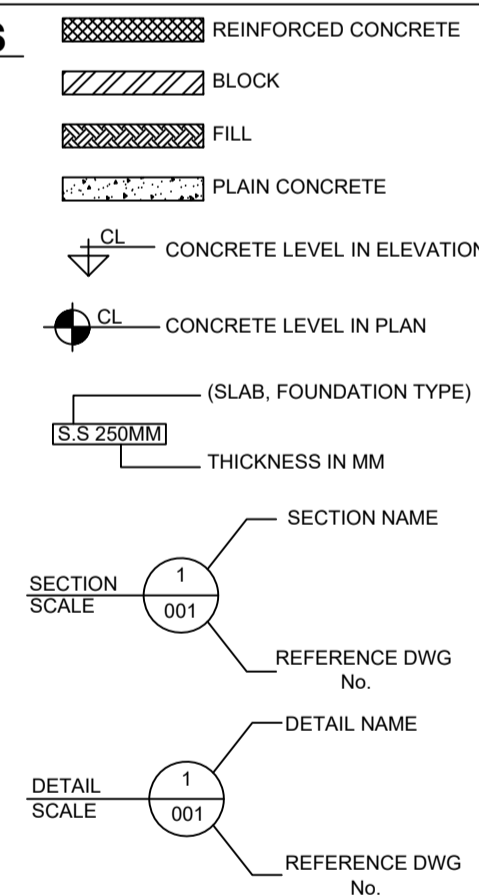 S
REINFORCED CONCRETE
BLOCK
FILL
PLAIN CONCRETE
CL
CONCRETE LEVEL IN ELEVATION
CL
CONCRETE LEVEL IN PLAN
(SLAB, FOUNDATION TYPE)
S.S 250MM
THICKNESS IN MM
SECTION NAME
SECTION
SCALE
1
001
REFERENCE DWG
No.
DETAIL NAME
DETAIL
SCALE
1
001
REFERENCE DWG
No.